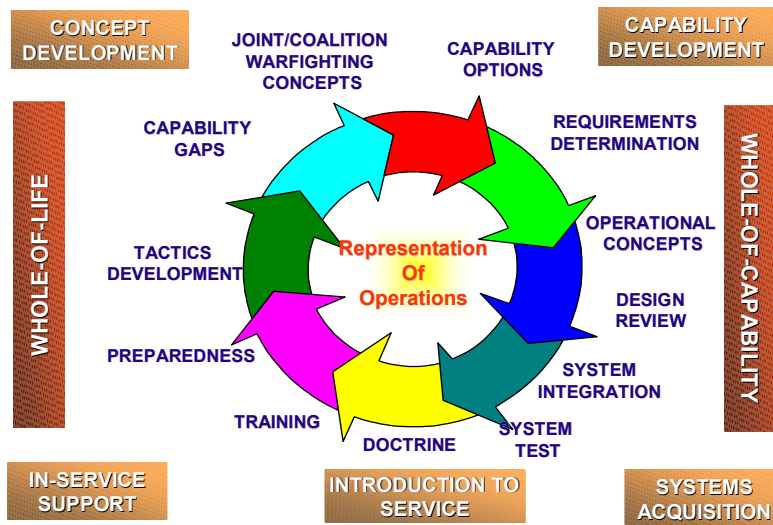 CONCEPT
DEVELOPMENT
JOINT/COALITION
WARFIGHTING
CONCEPTS
CAPABILITY
OPTIONS
CAPABILITY
DEVELOPMENT
CAPABILITY
GAPS
REQUIREMENTS
DETERMINATION
WHOLE-OF-LIFE
WHOLE-OF-CAPABILITY
TACTICS
DEVELOPMENT
Representation
Of
Operations
OPERATIONAL
CONCEPTS
DESIGN
REVIEW
PREPAREDNESS
SYSTEM
INTEGRATION
TRAINING
DOCTRINE
SYSTEM
TEST
IN-SERVICE
SUPPORT
INTRODUCTION TO
SERVICE
SYSTEMS
ACQUISITION